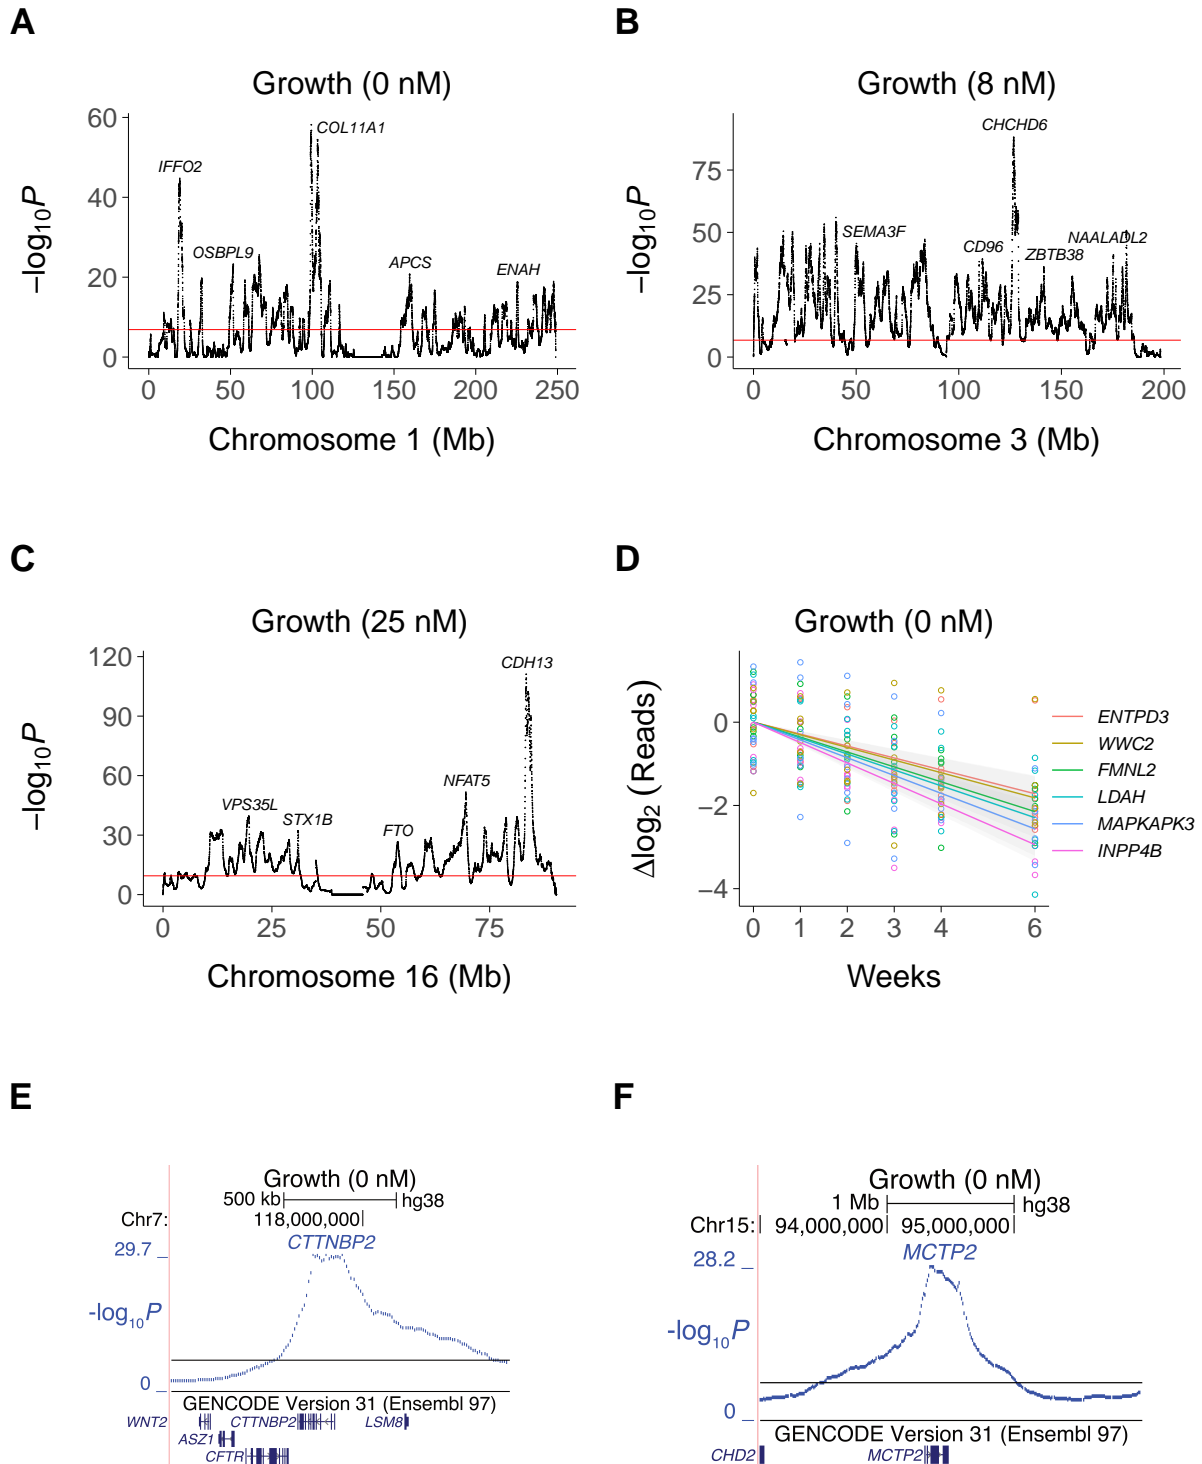 A
Growth (0 nM)
60
40
20
0
−log10P
IFFO2
OSBPL9
COL11A1
APCS
ENAH
0 50 100 150 200 250
Chromosome 1 (Mb)
B
Growth (8 nM)
75
50
25
0
−log10P
CHCHD6
SEMA3F
CD96
ZBTB38
NAALADL2
0 50 100 150 200
Chromosome 3 (Mb)
C
Growth (25 nM)
120
90
60
30
0
−log10P
CDH13
NFAT5
VPS35L
STX1B
FTO
0 25 50 75
Chromosome 16 (Mb)
D
Growth (0 nM)
0
−2
−4
Δlog2 (Reads)
0 1 2 3 4 6
Weeks
ENTPD3
WWC2
FMNL2
LDAH
MAPKAPK3
INPP4B
E
Growth (0 nM)
500 kb hg38
Chr7: 118,000,000
CTTNBP2
29.7
-log10P
0
GENCODE Version 31 (Ensembl 97)
WNT2 CTTNBP2 LSM8
ASZ1
CFTR
F
Growth (0 nM)
1 Mb hg38
Chr15: 94,000,000 95,000,000
MCTP2
28.2
-log10P
0
GENCODE Version 31 (Ensembl 97)
CHD2 MCTP2